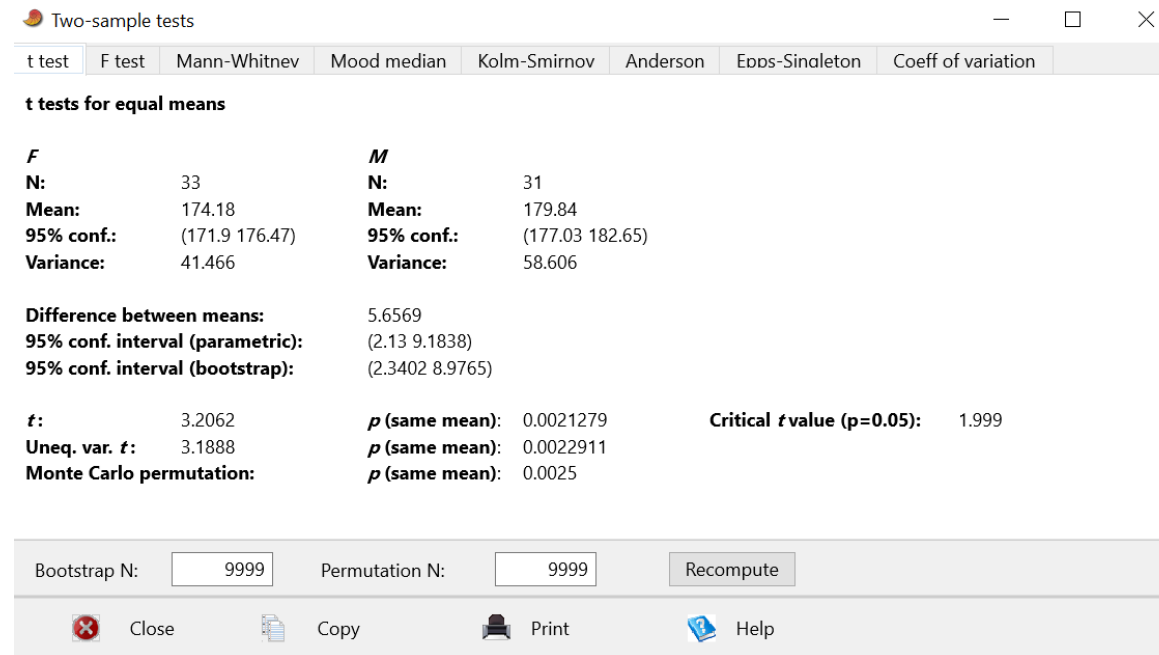 Two-sample tests
t test F test Mann-Whitney Mood median Kolm-Smirnov Anderson Epps-Singleton Coeff of variation
t tests for equal means
F M
N: 33 N: 31
Mean: 174.18 Mean: 179.84
95% conf.: (171.9 176.47) 95% conf.: (177.03 182.65)
Variance: 41.466 Variance: 58.606
Difference between means: 5.6569
95% conf. interval (parametric): (2.13 9.1838)
95% conf. interval (bootstrap): (2.3402 8.9765)
t: 3.2062 p (same mean): 0.0021279 Critical t value (p=0.05): 1.999
Uneq. var. t: 3.1888 p (same mean): 0.0022911
Monte Carlo permutation: p (same mean): 0.0025
Bootstrap N: 9999 Permutation N: 9999 Recompute
Close Copy Print Help